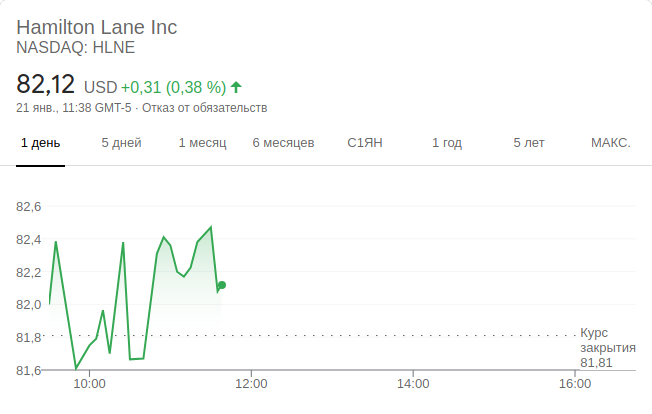 Hamilton Lane Inc
NASDAQ: HLNE
82,12 USD +0,31 (0,38 %)
21 янв., 11:38 GMT-5 · Отказ от обязательств
1 день 5 дней 1 месяц 6 месяцев С1ЯН 1 год 5 лет МАКС.
82,6
82,4
82,2
82,0
81,8
81,6
Курс
закрытия
81,81
10:00 12:00 14:00 16:00